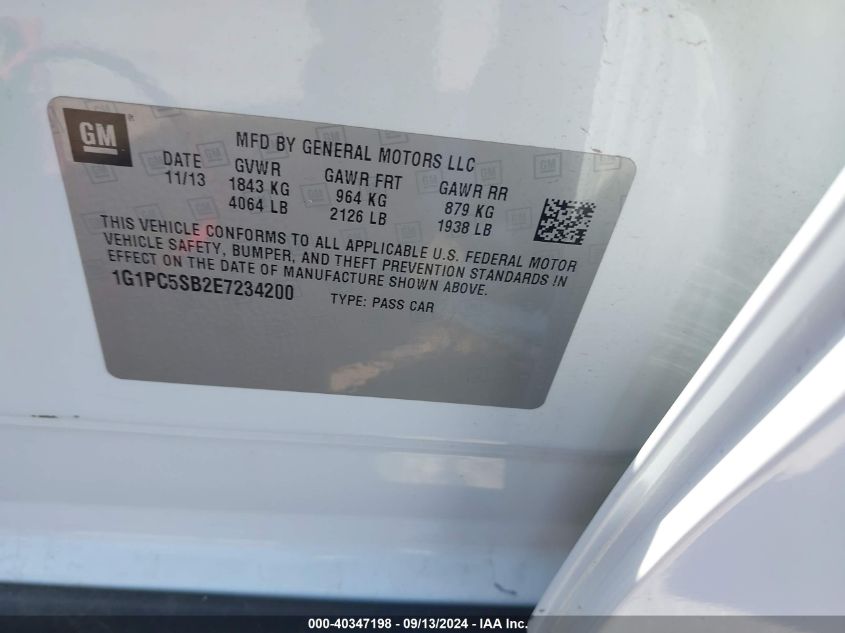 GM ®
MFD BY GENERAL MOTORS LLC
DATE GVWR GAWR FRT GAWR RR
11/13 1843 KG 964 KG 879 KG
4064 LB 2126 LB 1938 LB
THIS VEHICLE CONFORMS TO ALL APPLICABLE U.S. FEDERAL MOTOR
VEHICLE SAFETY, BUMPER, AND THEFT PREVENTION STANDARDS IN
EFFECT ON THE DATE OF MANUFACTURE SHOWN ABOVE.
1G1PC5SB2E7234200 TYPE: PASS CAR
000-40347198 - 09/13/2024 - IAA Inc.